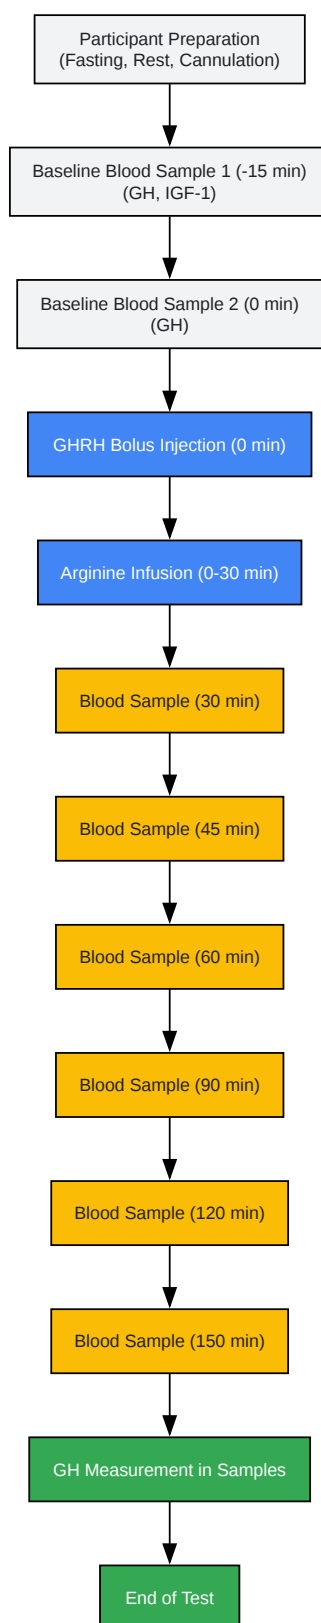 Participant Preparation
(Fasting, Rest, Cannulation)
Baseline Blood Sample 1 (-15 min)
(GH, IGF-1)
Baseline Blood Sample 2 (0 min)
(GH)
GHRH Bolus Injection (0 min)
Arginine Infusion (0-30 min)
Blood Sample (30 min)
Blood Sample (45 min)
Blood Sample (60 min)
Blood Sample (90 min)
Blood Sample (120 min)
Blood Sample (150 min)
GH Measurement in Samples
End of Test